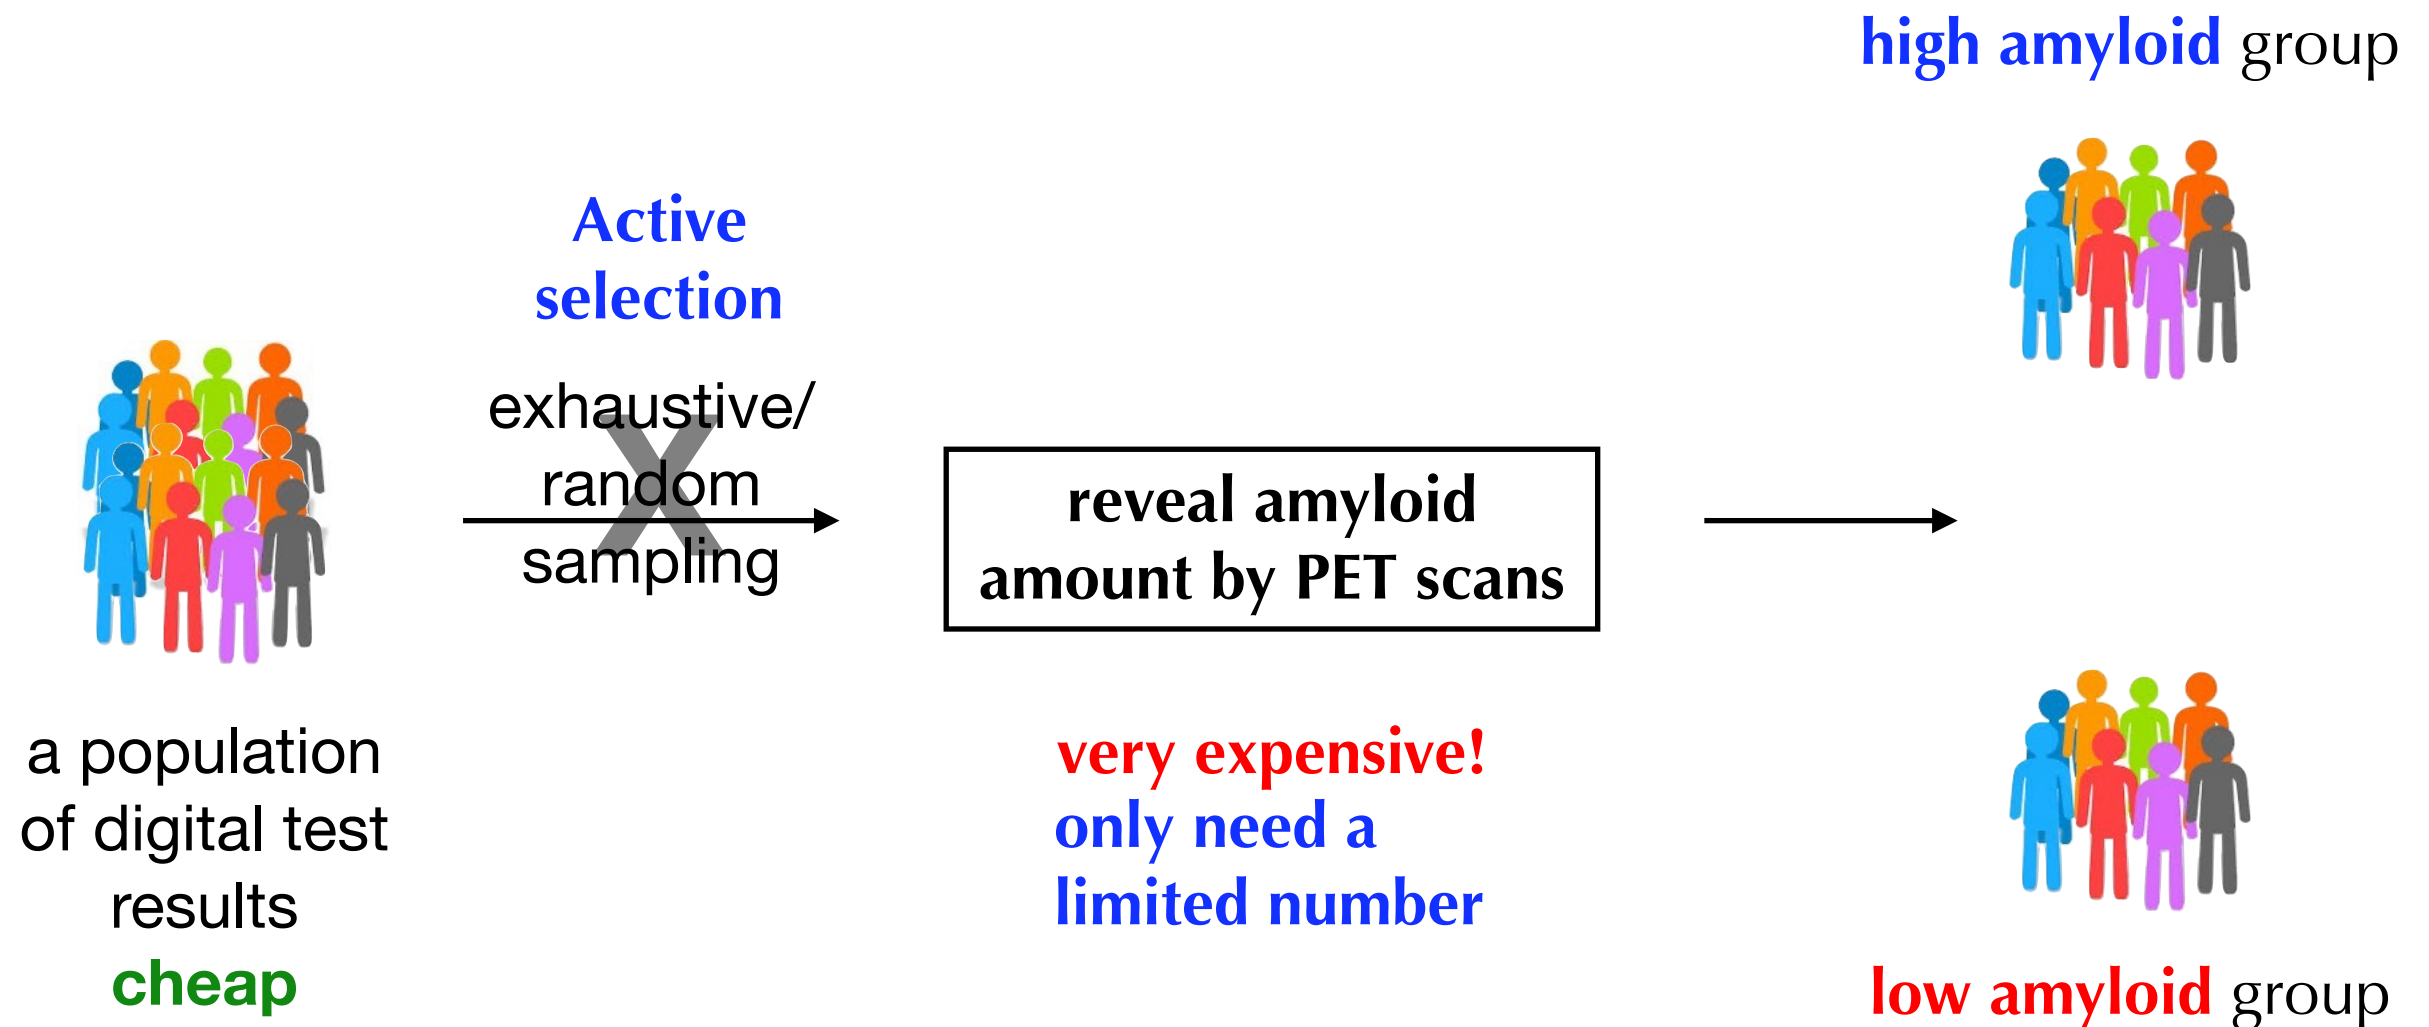 high amyloid group
Active
selection
exhaustive/
random
sampling
X
reveal amyloid
amount by PET scans
a population
of digital test
results
cheap
very expensive!
only need a
limited number
low amyloid group